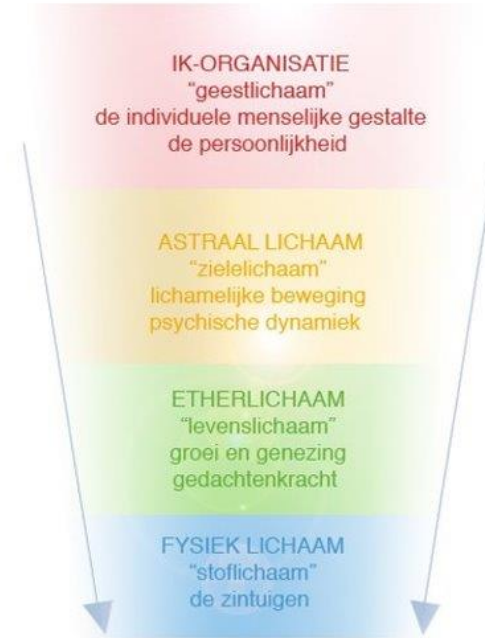 IK-ORGANISATIE
“geestlichaam”
de individuele menselijke gestalte
de persoonlijkheid
ASTRAAL LICHAAM
“zielelichaam”
lichamelijke beweging
psychische dynamiek
ETHERLICHAAM
“levenslichaam”
groei en genezing
gedachtenkracht
FYSIEK LICHAAM
“stoflichaam”
de zintuigen